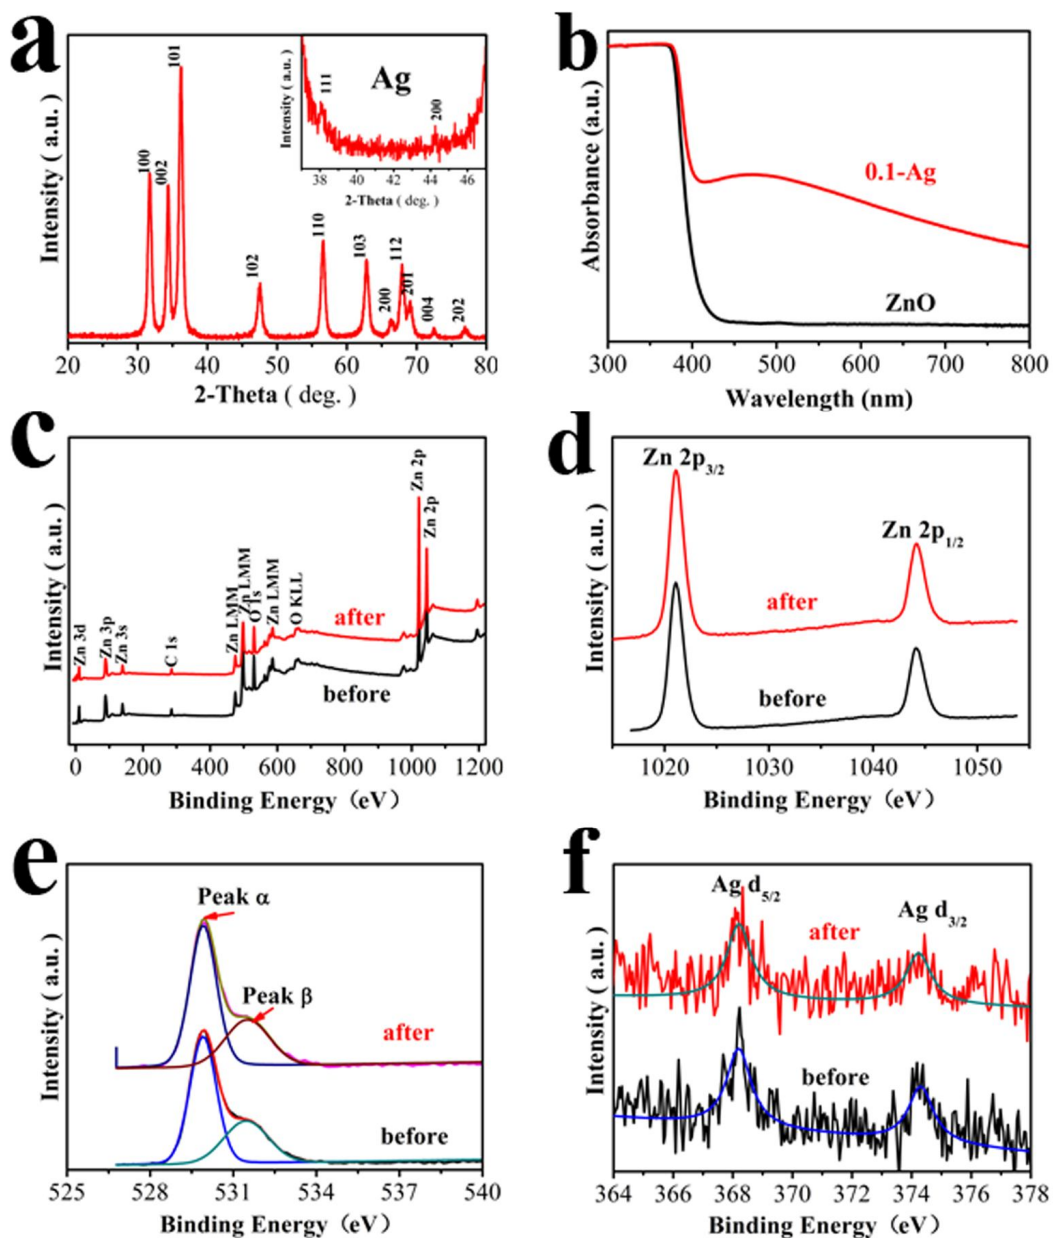 a
Intensity ( a.u. )
100
002
101
102
110
103
200
112
201
004
202
20 30 40 50 60 70 80
2-Theta ( deg. )
Intensity ( a.u. )
111
Ag
200
38 40 42 44 46
2-Theta ( deg. )
b
Absorbance (a.u.)
0.1-Ag
ZnO
300 400 500 600 700 800
Wavelength (nm)
c
Intensity ( a.u. )
Zn 3d
Zn 3p
Zn 3s
C 1s
Zn LMM
Zn LMM
O 1s
Zn LMM
O KLL
Zn 2p
Zn 2p
after
before
0 200 400 600 800 1000 1200
Binding Energy (eV)
d
Intensity ( a.u. )
Zn 2p3/2
Zn 2p1/2
after
before
1020 1030 1040 1050
Binding Energy (eV)
e
Intensity ( a.u. )
Peak α
Peak β
after
before
525 528 531 534 537 540
Binding Energy (eV)
f
Intensity ( a.u. )
Ag d5/2
Ag d3/2
after
before
364 366 368 370 372 374 376 378
Binding Energy (eV)